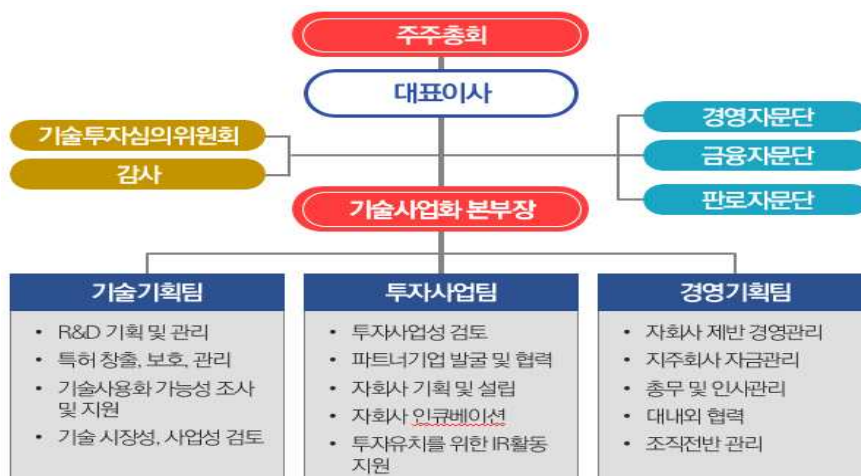 주주총회
대표이사
기술투자심의위원회
감사
경영자문단
금융자문단
판로자문단
기술사업화 본부장
기술기획팀
• R&D 기획 및 관리
• 특허 창출, 보호, 관리
• 기술사용화 가능성 조사
및 지원
• 기술 시장성, 사업성 검토
투자사업팀
• 투자사업성 검토
• 파트너기업 발굴 및 협력
• 자회사 기획 및 설립
• 자회사 인큐베이션
• 투자유치를 위한 IR활동
지원
경영기획팀
• 자회사 제반 경영관리
• 지주회사 자금관리
• 총무 및 인사관리
• 대내외 협력
• 조직전반 관리